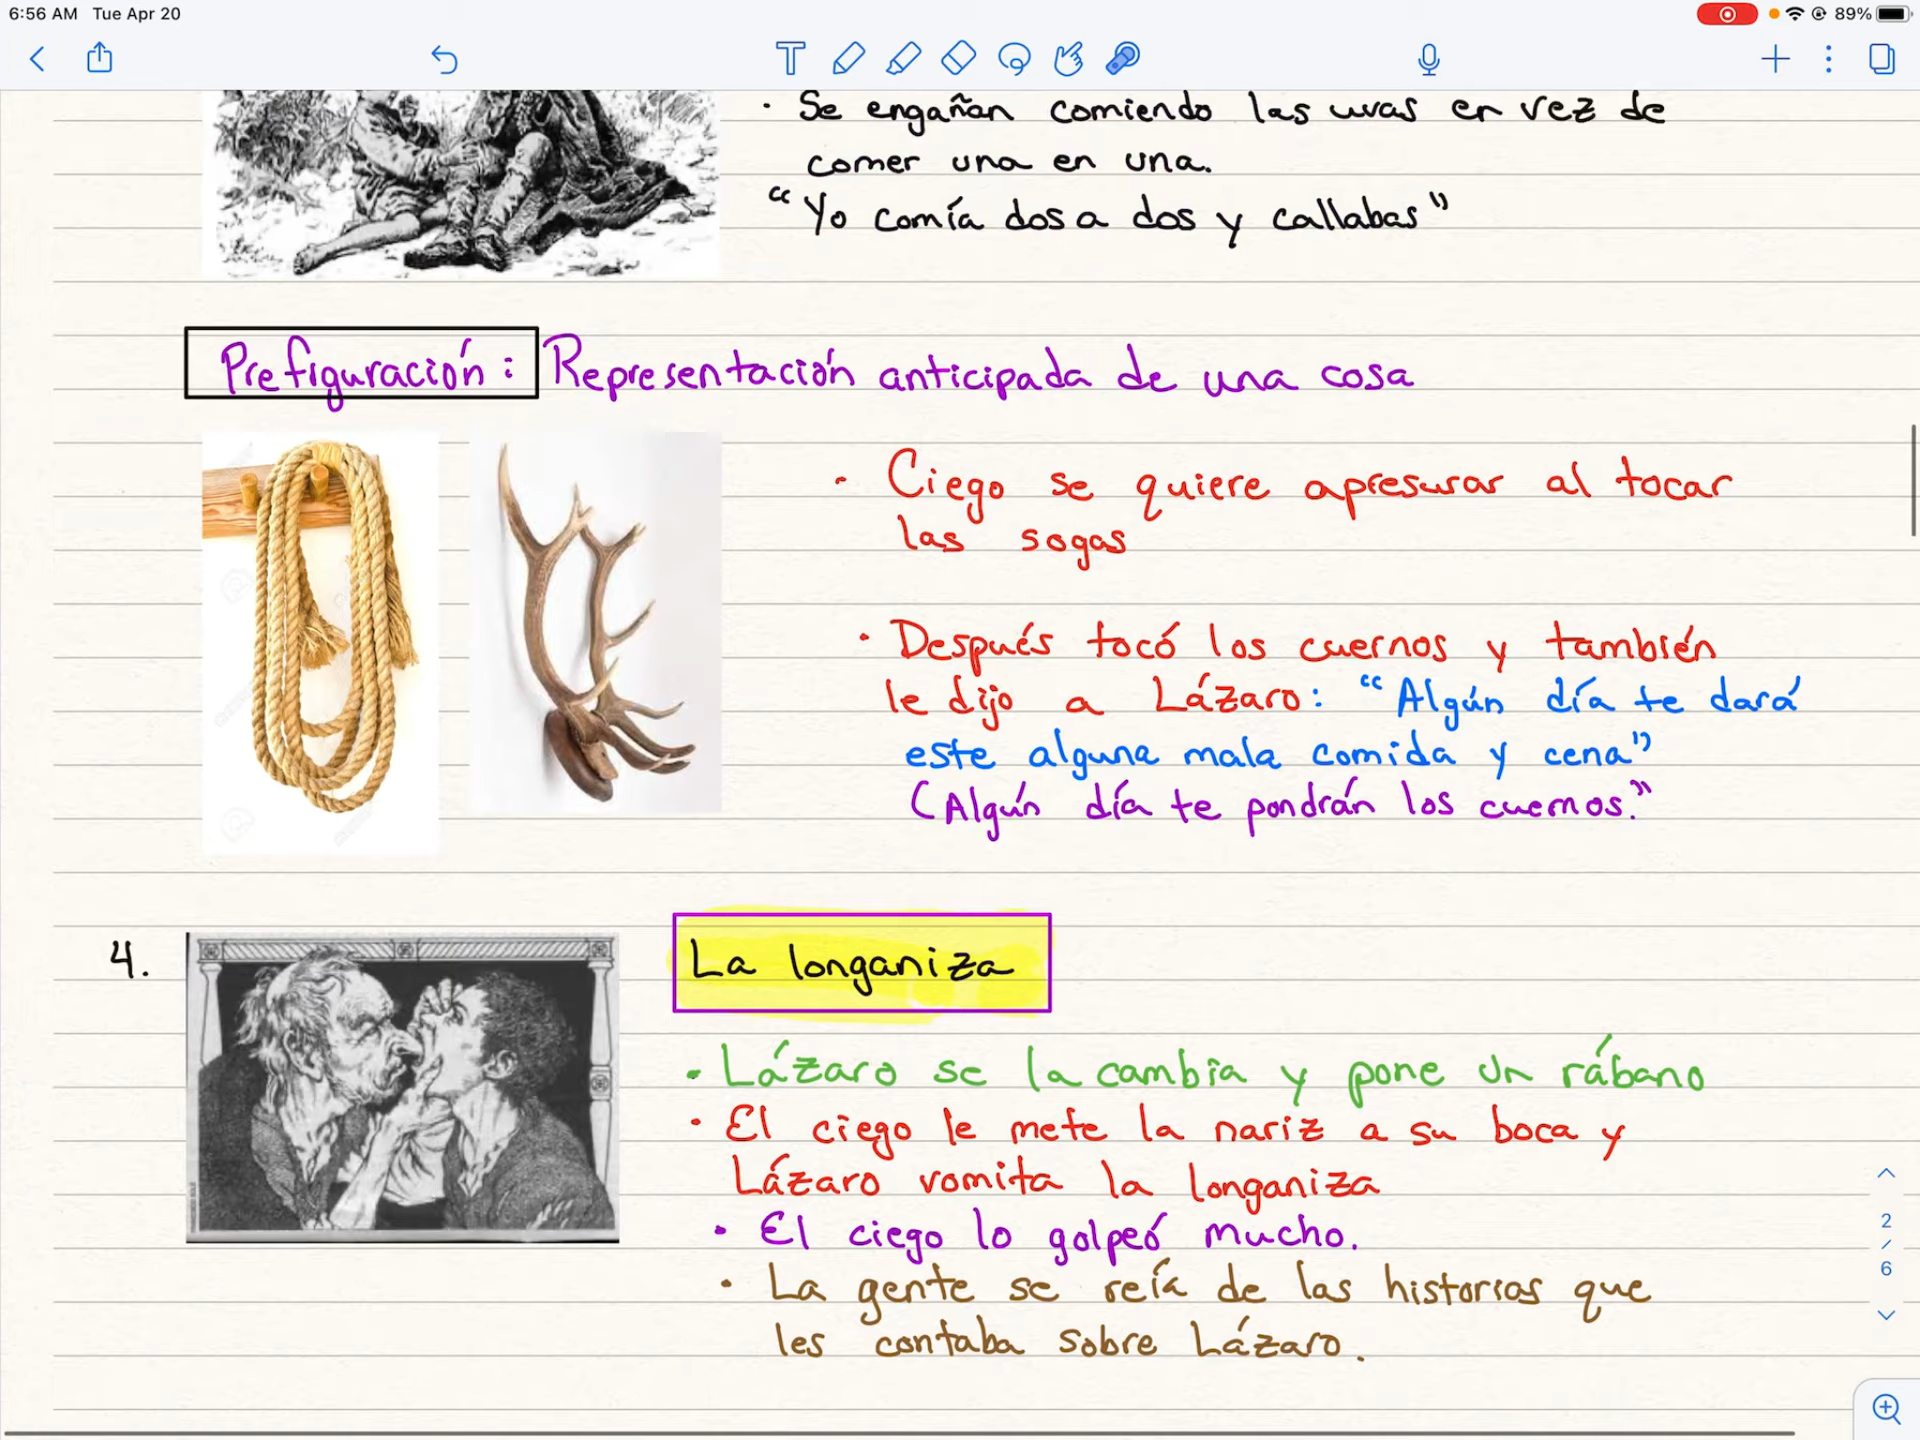 6:56 AM Tue Apr 20
89%
· Se engañan comiendo las uvas en vez de
comer una en una.
“Yo comía dos a dos y callabas”
Prefiguración: Representación anticipada de una cosa
· Ciego se quiere apresurar al tocar
las sogas
· Después tocó los cuernos y también
le dijo a Lázaro: “Algún día te dará
este alguna mala comida y cena”
(Algún día te pondrán los cuernos.”
4.
La longaniza
· Lázaro se la cambia y pone un rábano
· El ciego le mete la nariz a su boca y
Lázaro vomita la longaniza
· El ciego lo golpeó mucho.
· La gente se reía de las historias que
les contaba sobre Lázaro.
2
/
6